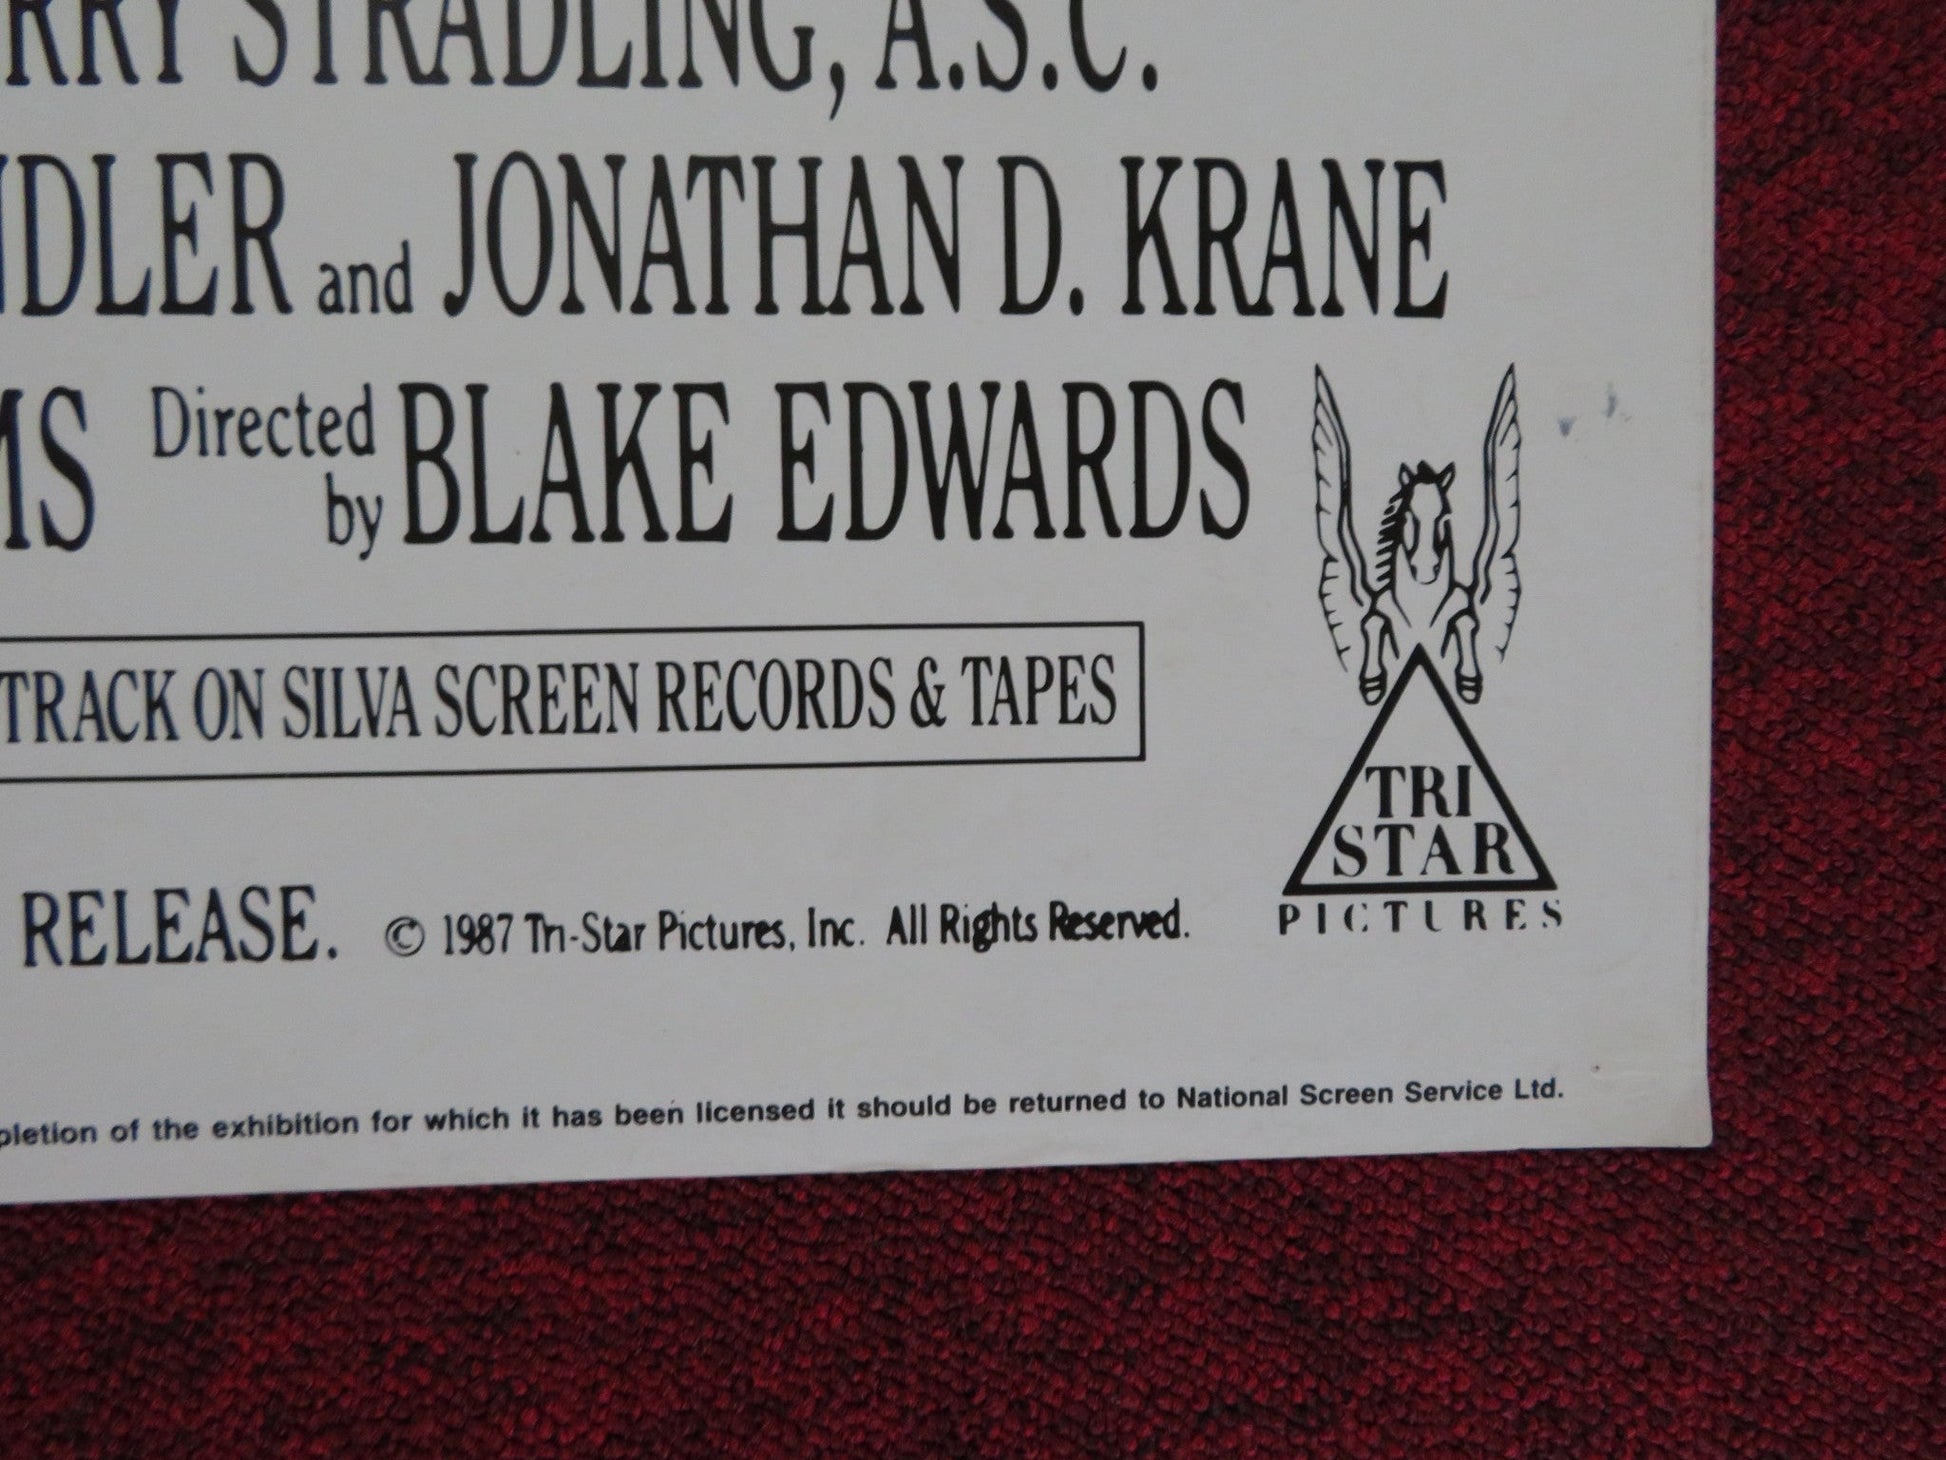 RRY STRADLING, A.S.C.
NDLER and JONATHAN D. KRANE
MS Directed by BLAKE EDWARDS
TRACK ON SILVA SCREEN RECORDS & TAPES
TRI
STAR
PICTURES
RELEASE. © 1987 Tri-Star Pictures, Inc. All Rights Reserved.
pletion of the exhibition for which it has been licensed it should be returned to National Screen Service Ltd.